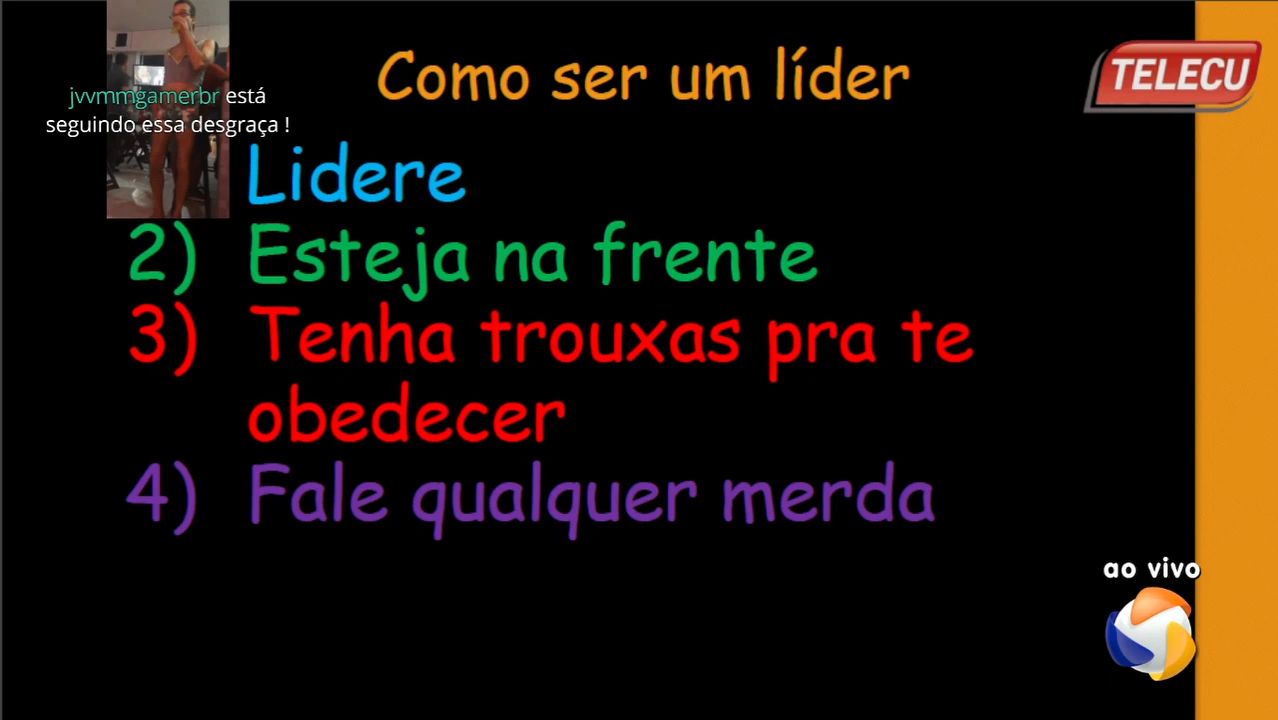 Como ser um líder
TELECU
jvvmmgamerbr está
seguindo essa desgraça !
Lidere
2) Esteja na frente
3) Tenha trouxas pra te
obedecer
4) Fale qualquer merda
ao vivo